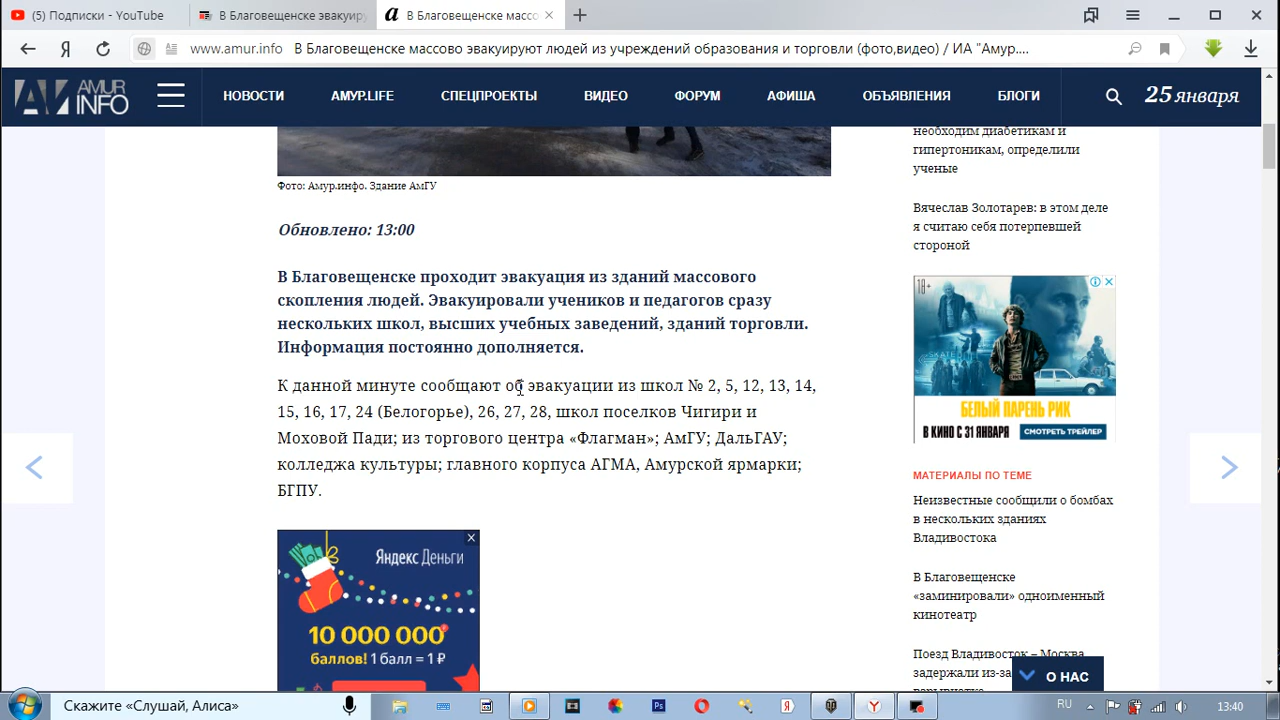 (5) Подписки - YouTube
В Благовещенске эвакуиру
В Благовещенске массо
www.amur.info В Благовещенске массово эвакуируют людей из учреждений образования и торговли (фото,видео) / ИА "Амур....
AMUR INFO
НОВОСТИ
АМУР.LIFE
СПЕЦПРОЕКТЫ
ВИДЕО
ФОРУМ
АФИША
ОБЪЯВЛЕНИЯ
БЛОГИ
25 января
Фото: Амур.инфо. Здание АмГУ
Обновлено: 13:00
В Благовещенске проходит эвакуация из зданий массового
скопления людей. Эвакуировали учеников и педагогов сразу
нескольких школ, высших учебных заведений, зданий торговли.
Информация постоянно дополняется.
К данной минуте сообщают об эвакуации из школ № 2, 5, 12, 13, 14,
15, 16, 17, 24 (Белогорье), 26, 27, 28, школ поселков Чигири и
Моховой Пади; из торгового центра «Флагман»; АмГУ; ДальГАУ;
колледжа культуры; главного корпуса АГМА, Амурской ярмарки;
БГПУ.
Яндекс Деньги
10 000 000
баллов! 1 балл = 1 ₽
необходим диабетикам и
гипертоникам, определили
ученые
Вячеслав Золотарев: в этом деле
я считаю себя потерпевшей
стороной
18+
SKATE
БЕЛЫЙ ПАРЕНЬ РИК
В КИНО С 31 ЯНВАРЯ
СМОТРЕТЬ ТРЕЙЛЕР
МАТЕРИАЛЫ ПО ТЕМЕ
Неизвестные сообщили о бомбах
в нескольких зданиях
Владивостока
В Благовещенске
«заминировали» одноименный
кинотеатр
Поезд Владивосток – Москва
задержали из-за
О НАС
Скажите «Слушай, Алиса»
RU
13:40